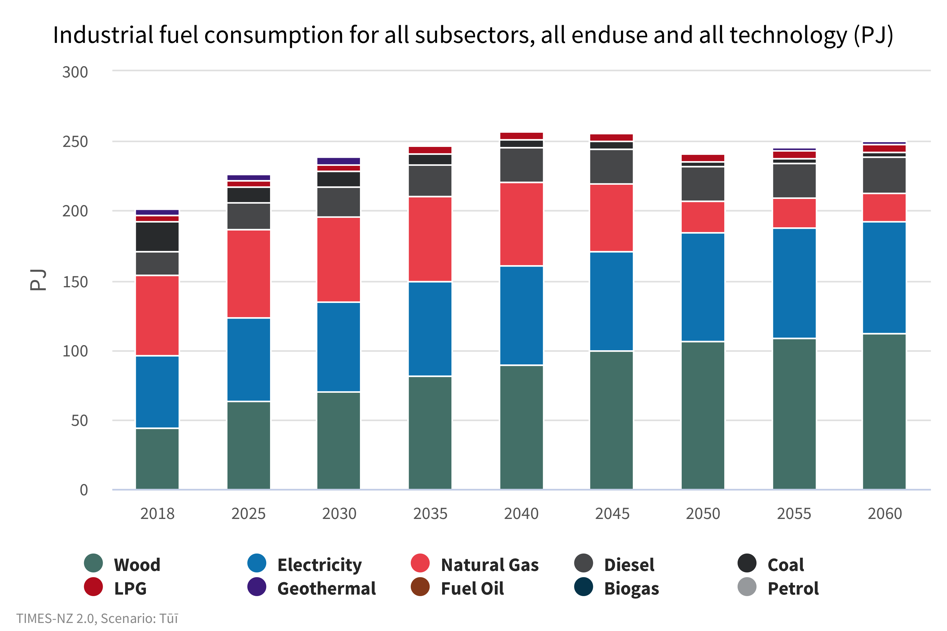 Industrial fuel consumption for all subsectors, all enduse and all technology (PJ)
300
250
200
150
100
50
0
PJ
2018 2025 2030 2035 2040 2045 2050 2055 2060
Wood Electricity Natural Gas Diesel Coal
LPG Geothermal Fuel Oil Biogas Petrol
TIMES-NZ 2.0, Scenario: Tūī